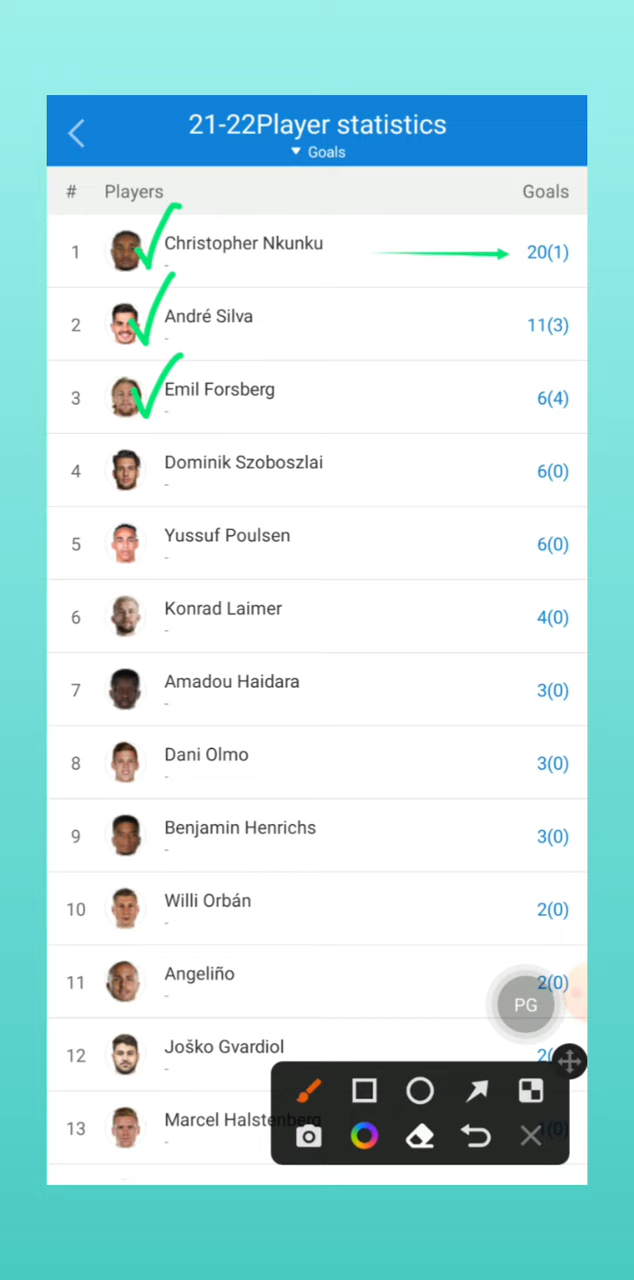 21-22Player statistics
Goals
# Players Goals
1 Christopher Nkunku 20(1)
-
2 André Silva 11(3)
-
3 Emil Forsberg 6(4)
-
4 Dominik Szoboszlai 6(0)
-
5 Yussuf Poulsen 6(0)
-
6 Konrad Laimer 4(0)
-
7 Amadou Haidara 3(0)
-
8 Dani Olmo 3(0)
-
9 Benjamin Henrichs 3(0)
-
10 Willi Orbán 2(0)
-
11 Angeliño 2(0)
-
PG
12 Joško Gvardiol
-
13 Marcel Halstenberg
-